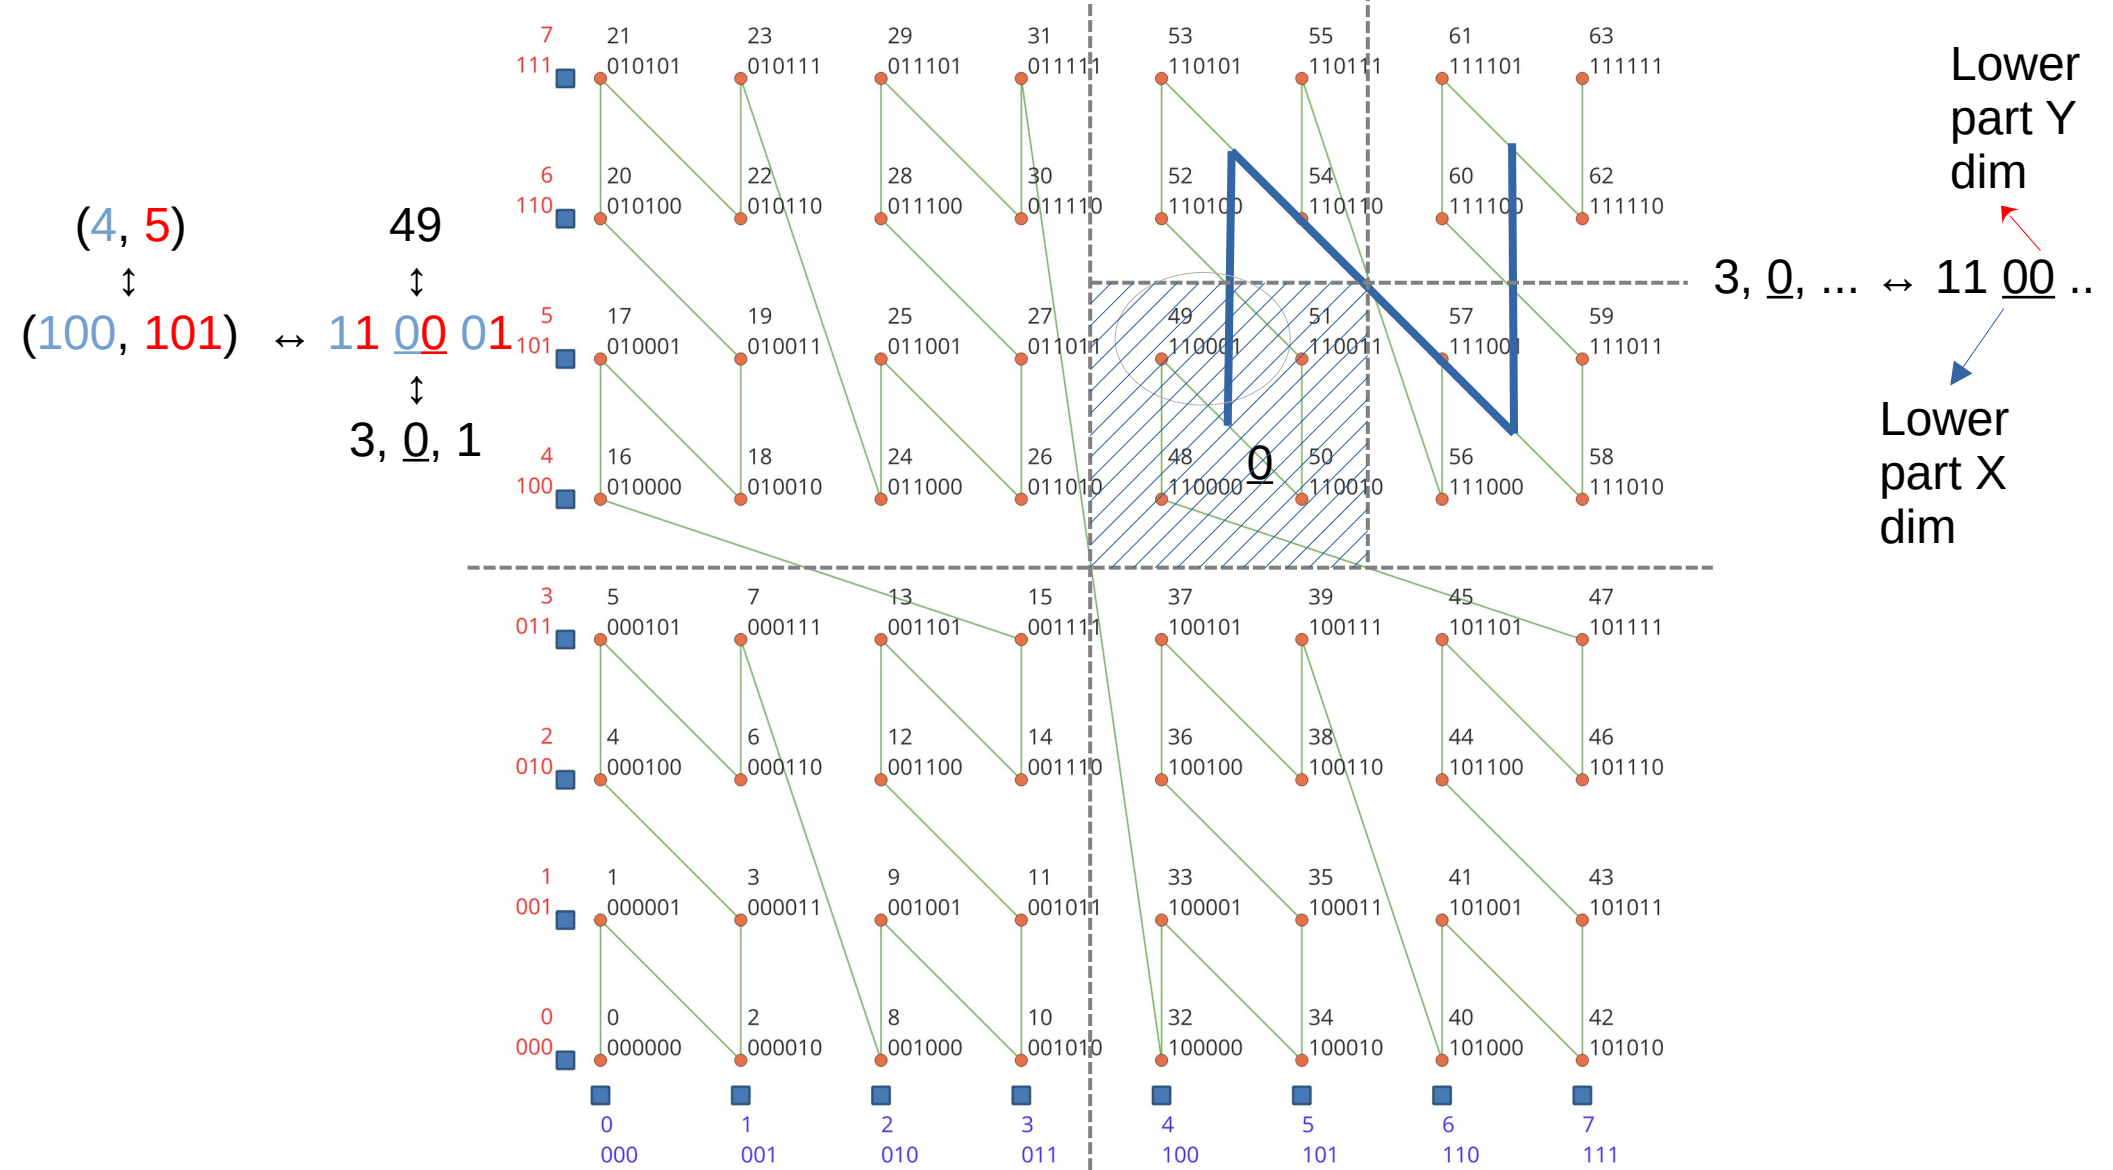 (4, 5)
↕
(100, 101) ↔ 11 00 01
49
↕
↕
3, 0, 1
7 21 23 29 31 53 55 61 63
111 010101 010111 011101 011111 110101 110111 111101 111111
6 20 22 28 30 52 54 60 62
110 010100 010110 011100 011110 110100 110110 111100 111110
5 17 19 25 27 49 51 57 59
101 010001 010011 011001 011011 110001 110011 111001 111011
4 16 18 24 26 48 50 56 58
100 010000 010010 011000 011010 110000 110010 111000 111010
0
3 5 7 13 15 37 39 45 47
011 000101 000111 001101 001111 100101 100111 101101 101111
2 4 6 12 14 36 38 44 46
010 000100 000110 001100 001110 100100 100110 101100 101110
1 1 3 9 11 33 35 41 43
001 000001 000011 001001 001011 100001 100011 101001 101011
0 0 2 8 10 32 34 40 42
000 000000 000010 001000 001010 100000 100010 101000 101010
0 1 2 3 4 5 6 7
000 001 010 011 100 101 110 111
Lower
part Y
dim
3, 0, ... ↔ 11 00 ..
Lower
part X
dim